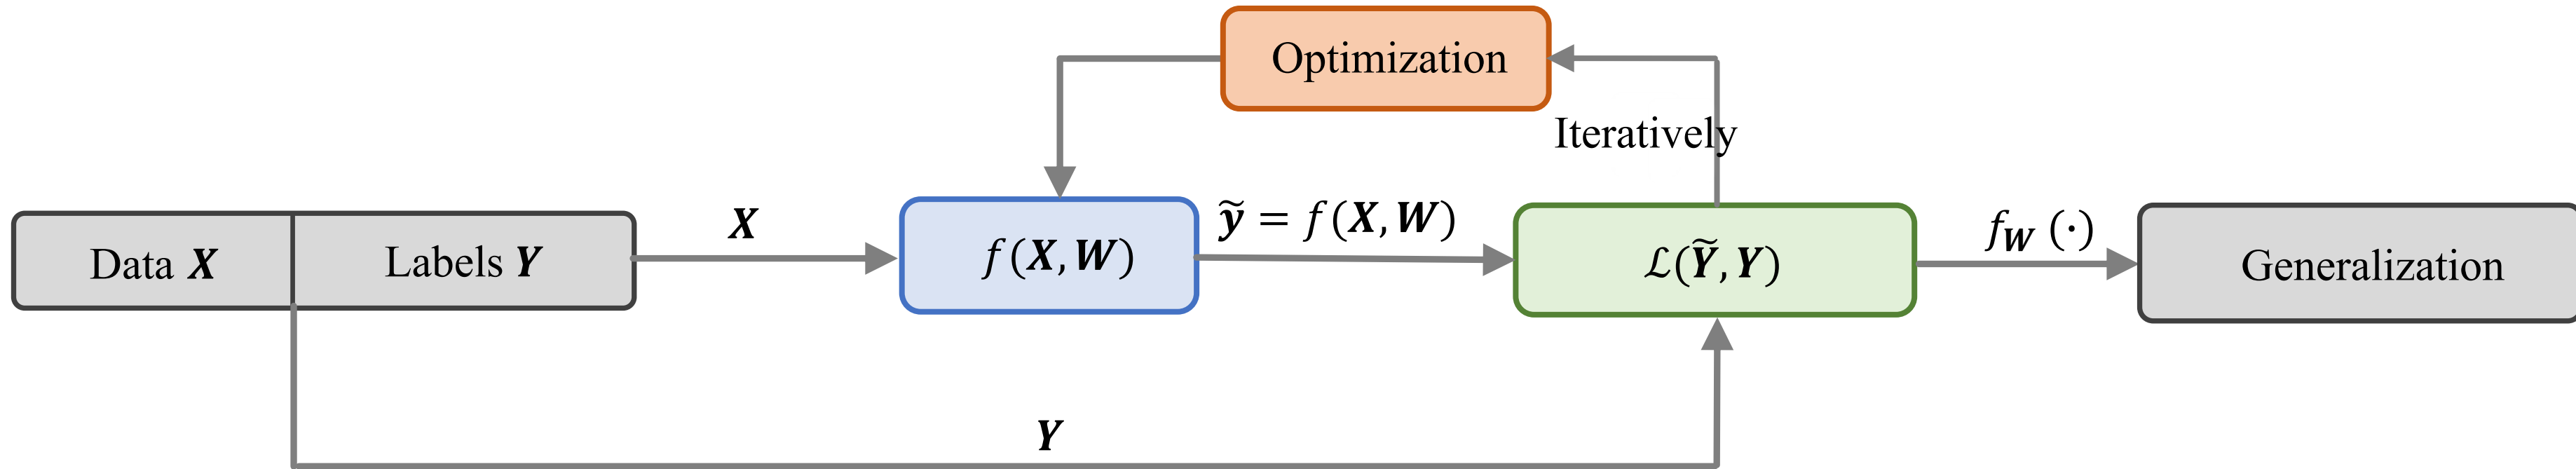 Optimization
Iteratively
X
ỹ = f(X, W)
f_W(·)
Data X
Labels Y
f(X, W)
ℒ(Ỹ, Y)
Generalization
Y